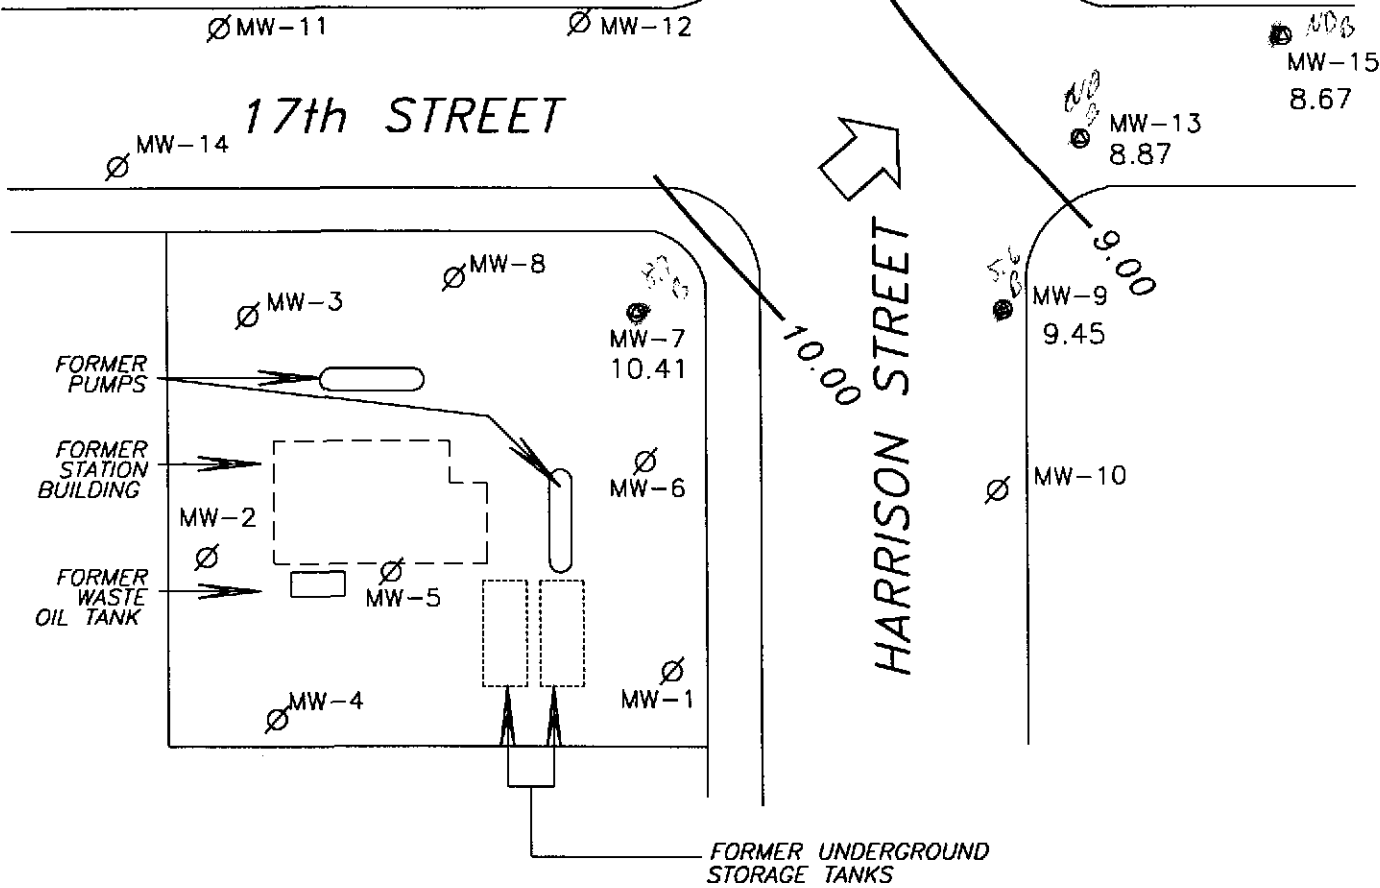 MW-11
MW-12
NDB
MW-15
8.67
17th STREET
MW-13
8.87
MW-14
MW-8
MW-3
9.00
MW-9
9.45
MW-7
10.41
10.00
HARRISON STREET
FORMER
PUMPS
FORMER
STATION
BUILDING
MW-6
MW-10
MW-2
FORMER
WASTE
OIL TANK
MW-5
MW-4
MW-1
FORMER UNDERGROUND
STORAGE TANKS